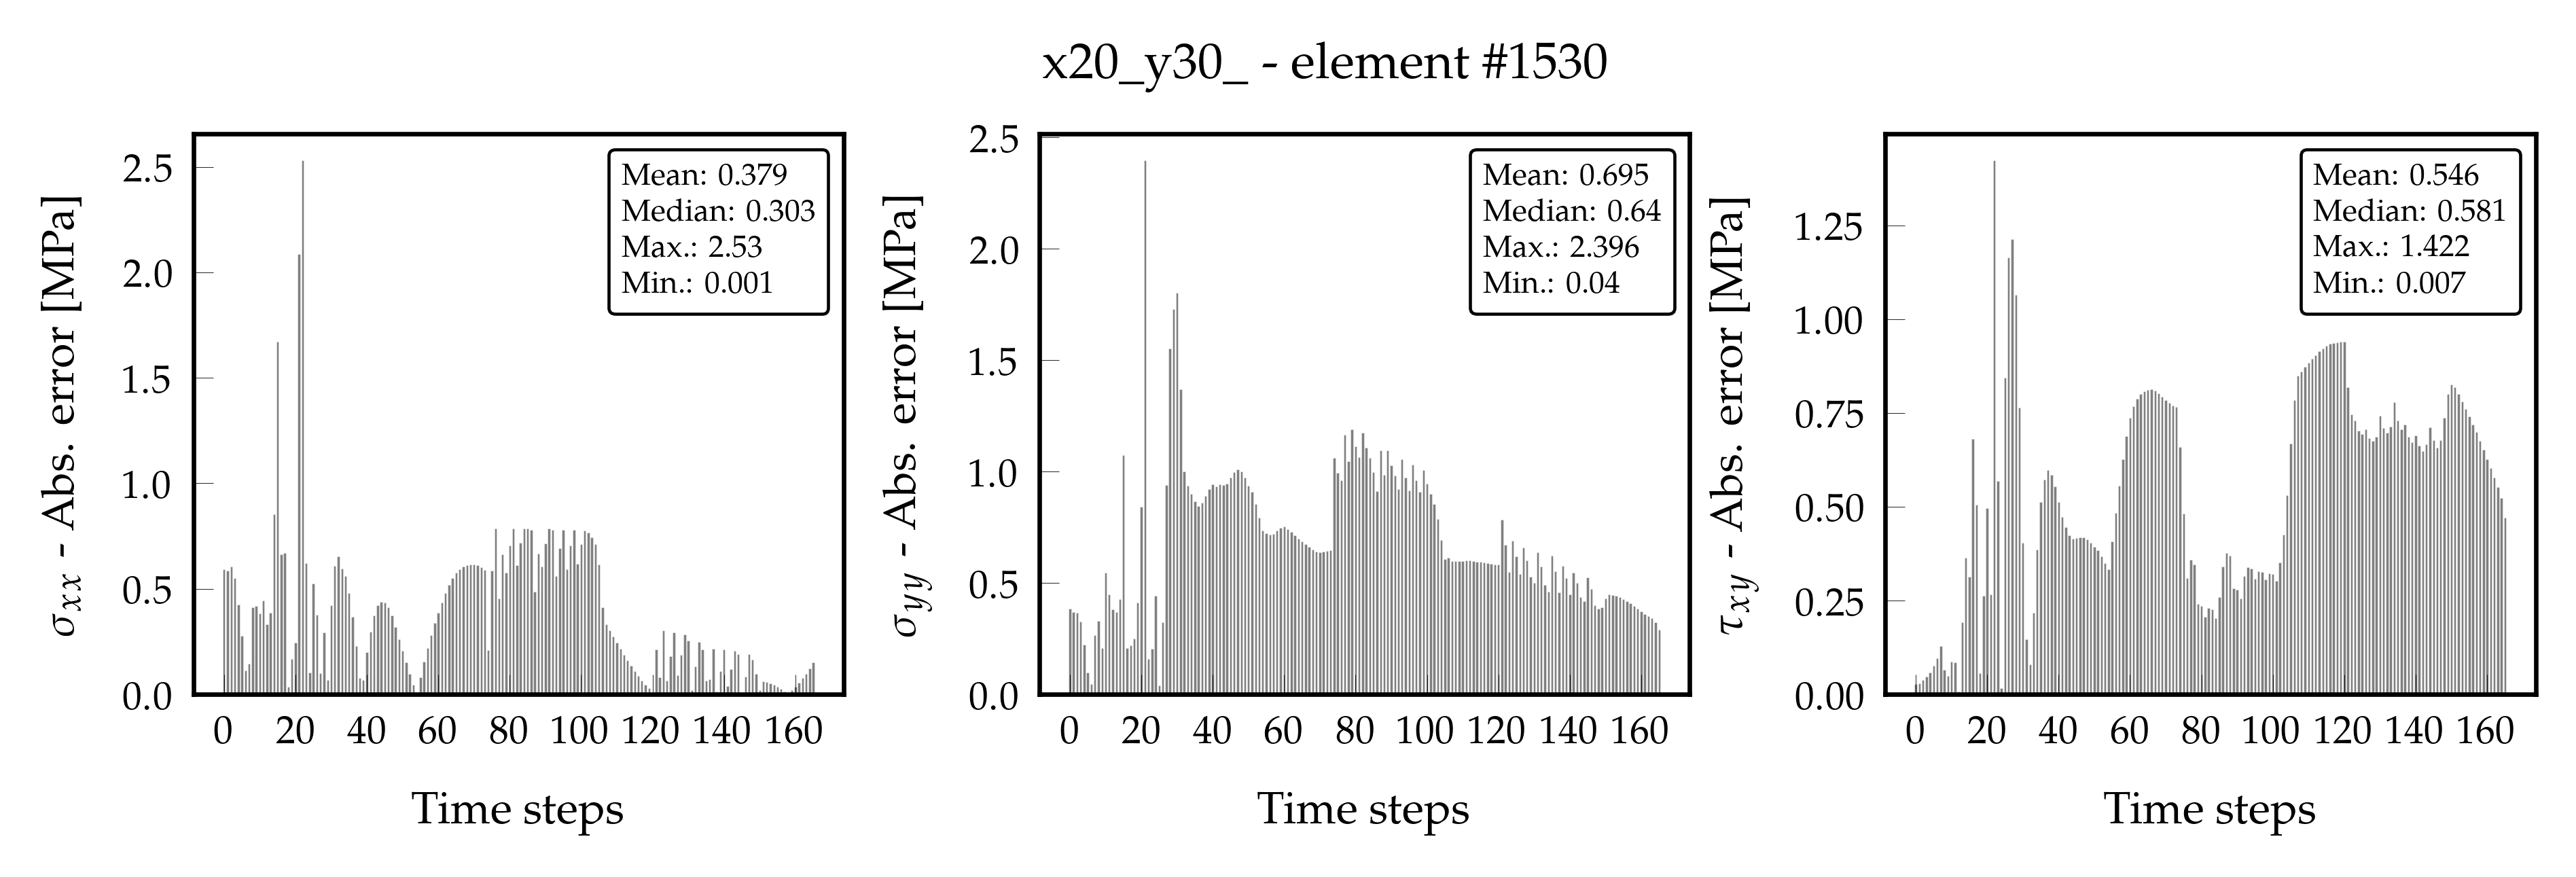 x20_y30_ - element #1530
σxx - Abs. error [MPa]
2.5
2.0
1.5
1.0
0.5
0.0
Mean: 0.379
Median: 0.303
Max.: 2.53
Min.: 0.001
0 20 40 60 80 100 120 140 160
Time steps
σyy - Abs. error [MPa]
2.5
2.0
1.5
1.0
0.5
0.0
Mean: 0.695
Median: 0.64
Max.: 2.396
Min.: 0.04
0 20 40 60 80 100 120 140 160
Time steps
τxy - Abs. error [MPa]
1.25
1.00
0.75
0.50
0.25
0.00
Mean: 0.546
Median: 0.581
Max.: 1.422
Min.: 0.007
0 20 40 60 80 100 120 140 160
Time steps